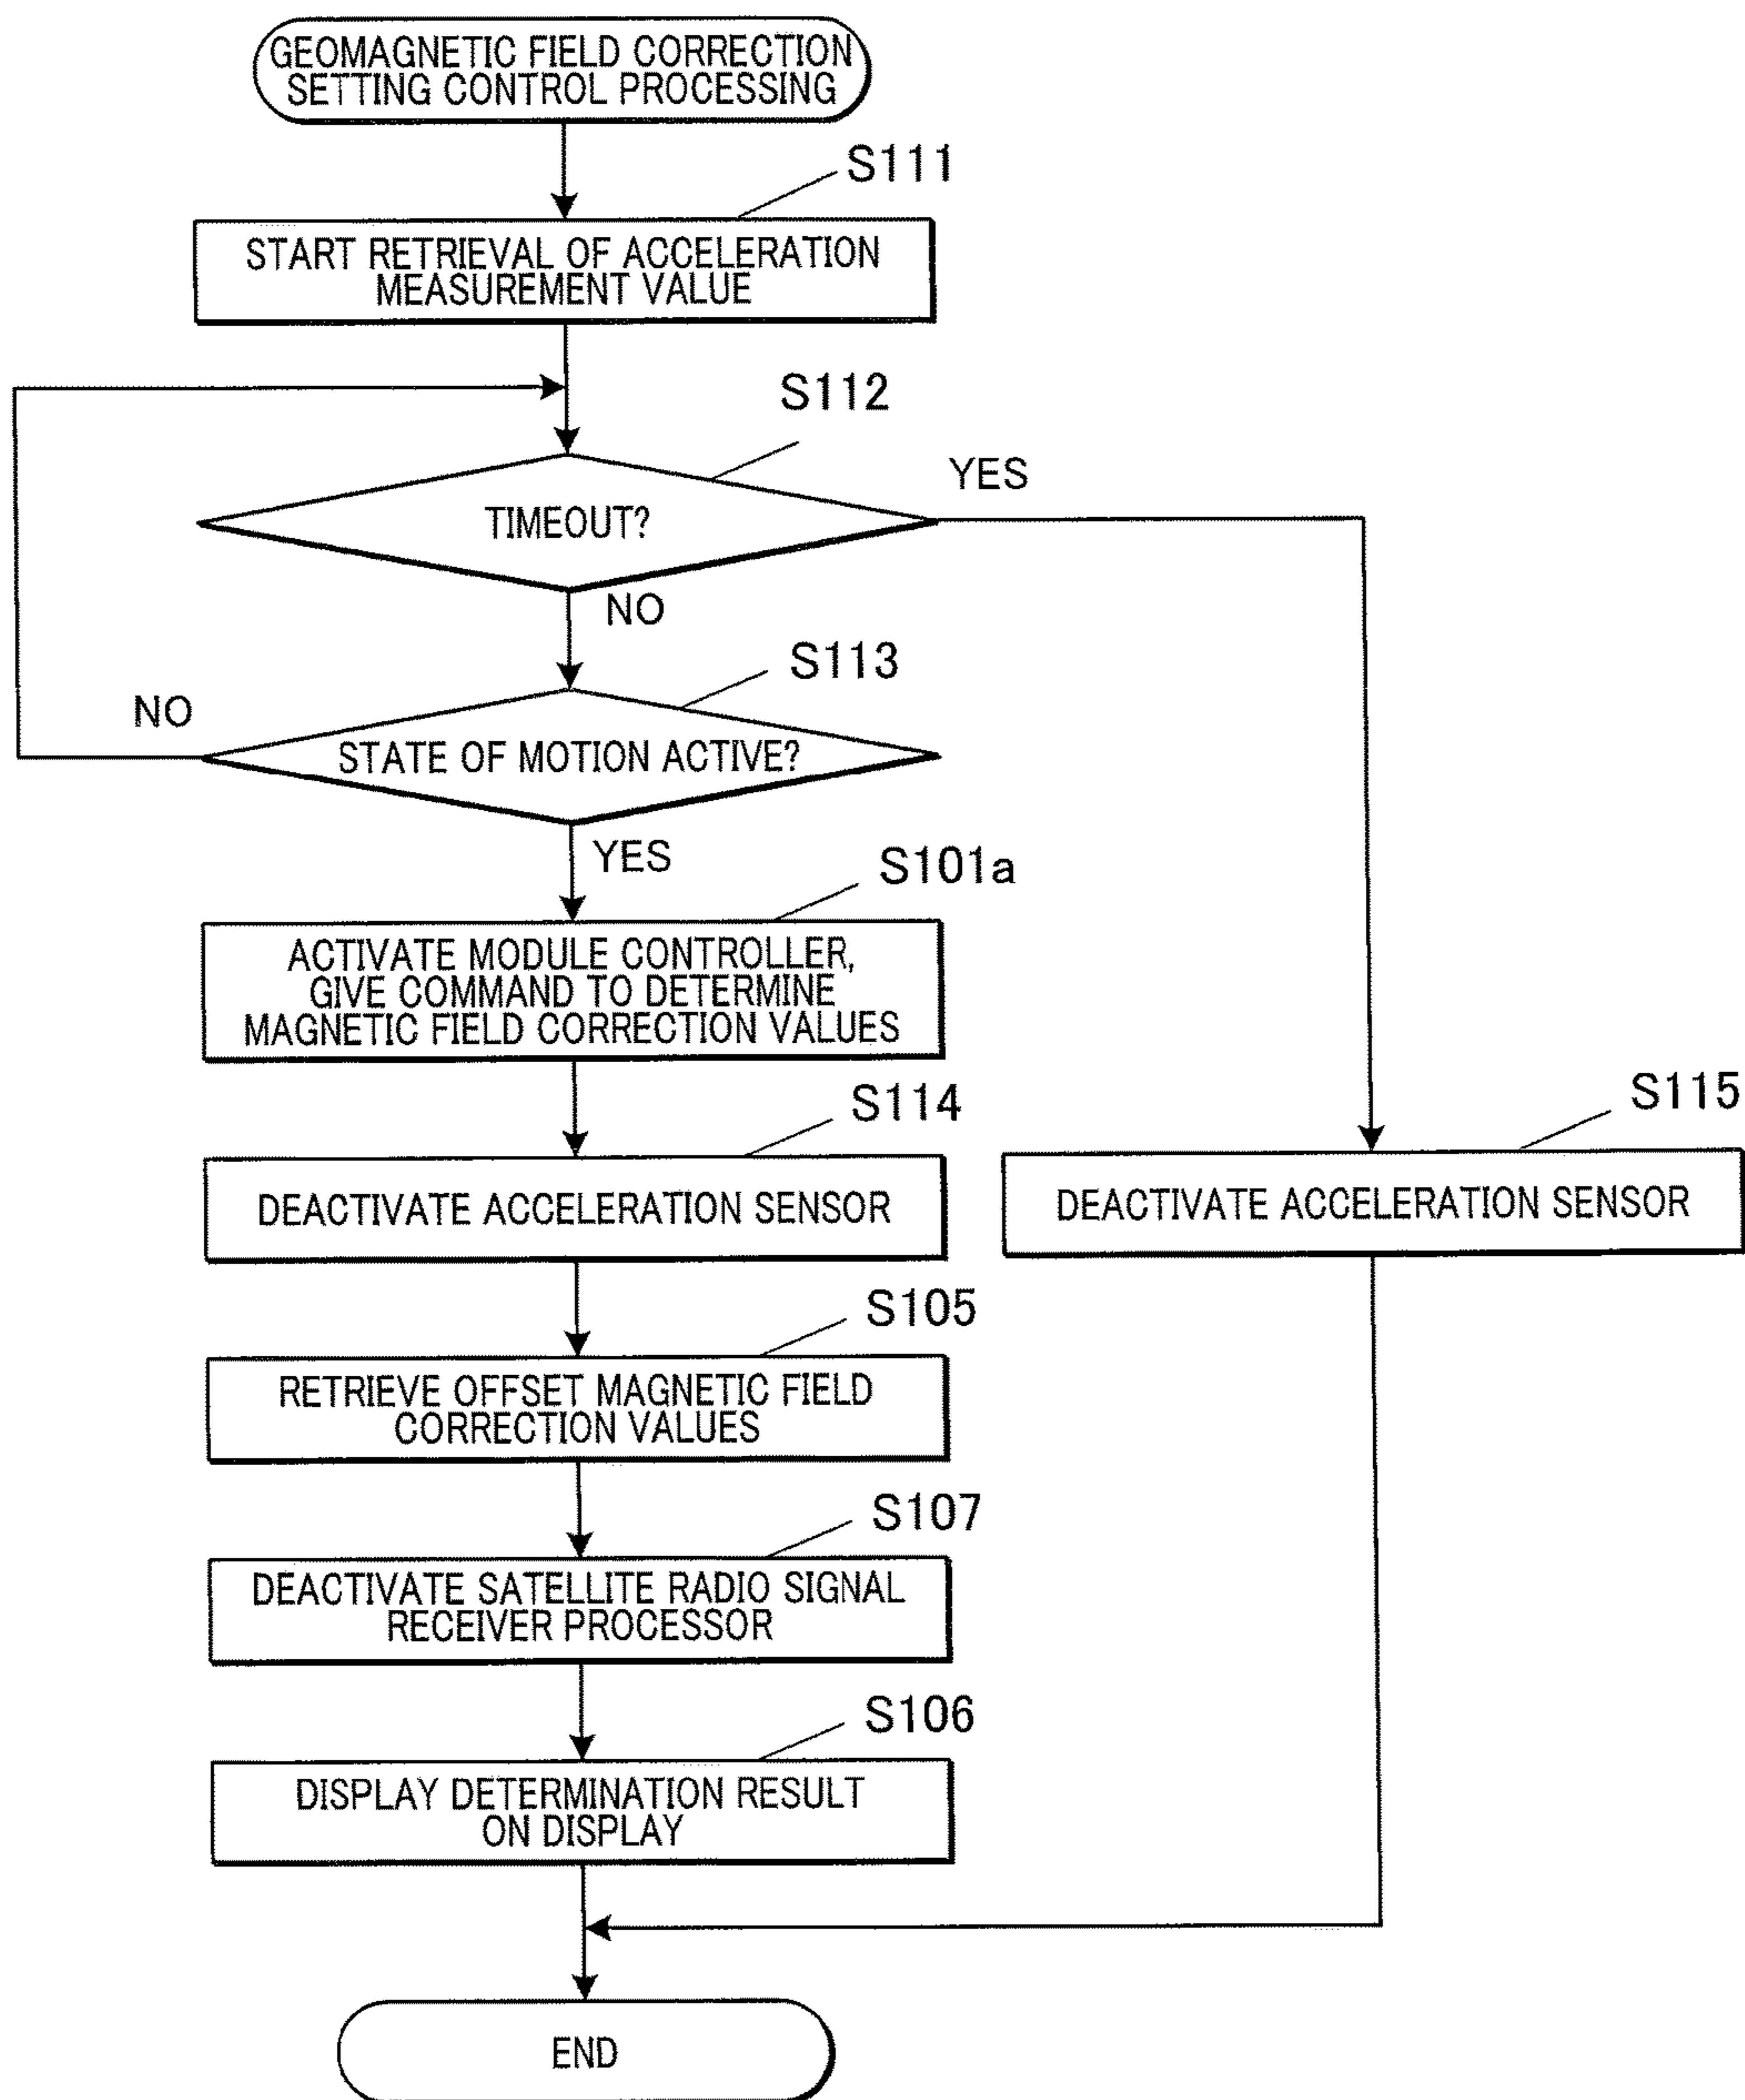 GEOMAGNETIC FIELD CORRECTION
SETTING CONTROL PROCESSING
S111
START RETRIEVAL OF ACCELERATION
MEASUREMENT VALUE
S112
TIMEOUT?
YES
NO
S113
STATE OF MOTION ACTIVE?
NO
YES
S101a
ACTIVATE MODULE CONTROLLER,
GIVE COMMAND TO DETERMINE
MAGNETIC FIELD CORRECTION VALUES
S114
DEACTIVATE ACCELERATION SENSOR
S115
DEACTIVATE ACCELERATION SENSOR
S105
RETRIEVE OFFSET MAGNETIC FIELD
CORRECTION VALUES
S107
DEACTIVATE SATELLITE RADIO SIGNAL
RECEIVER PROCESSOR
S106
DISPLAY DETERMINATION RESULT
ON DISPLAY
END